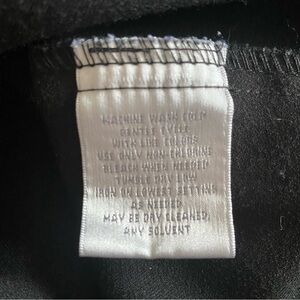 MACHINE WASH COLD
GENTLE CYCLE
WITH LIKE COLORS
USE ONLY NON-CHLORINE
BLEACH WHEN NEEDED
TUMBLE DRY LOW
IRON ON LOWEST SETTING
AS NEEDED
MAY BE DRY CLEANED,
ANY SOLVENT